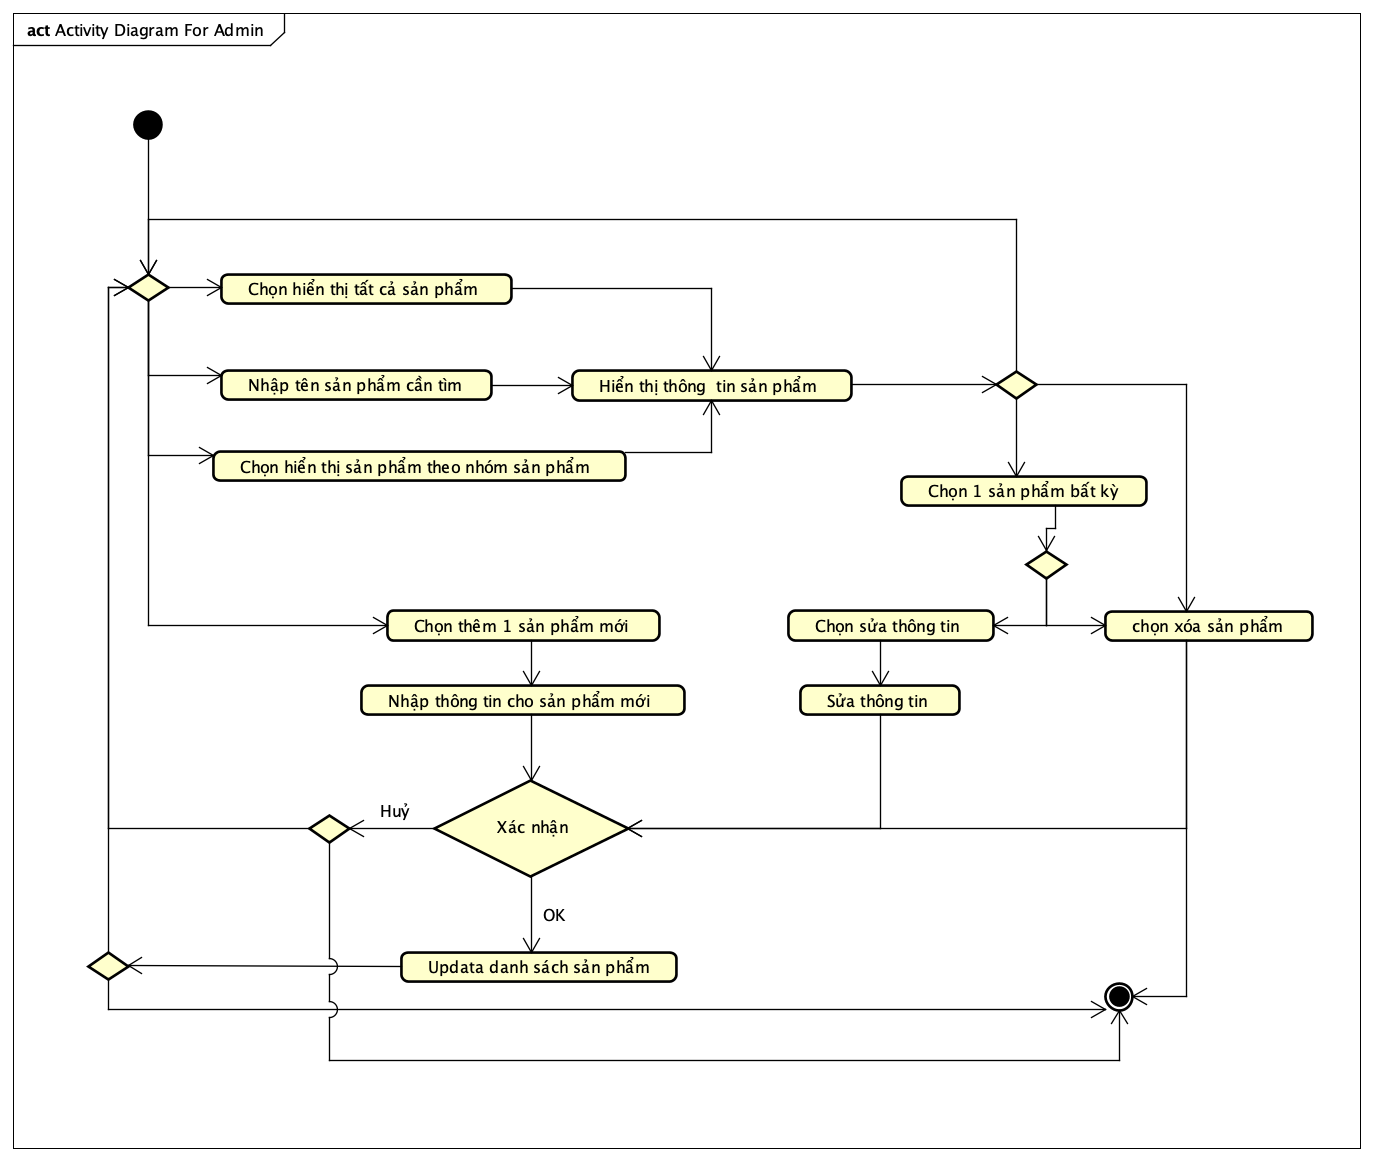 act Activity Diagram For Admin
Chọn hiển thị tất cả sản phẩm
Nhập tên sản phẩm cần tìm
Hiển thị thông tin sản phẩm
Chọn hiển thị sản phẩm theo nhóm sản phẩm
Chọn 1 sản phẩm bất kỳ
Chọn thêm 1 sản phẩm mới
Chọn sửa thông tin
chọn xóa sản phẩm
Nhập thông tin cho sản phẩm mới
Sửa thông tin
Huỷ
Xác nhận
OK
Updata danh sách sản phẩm